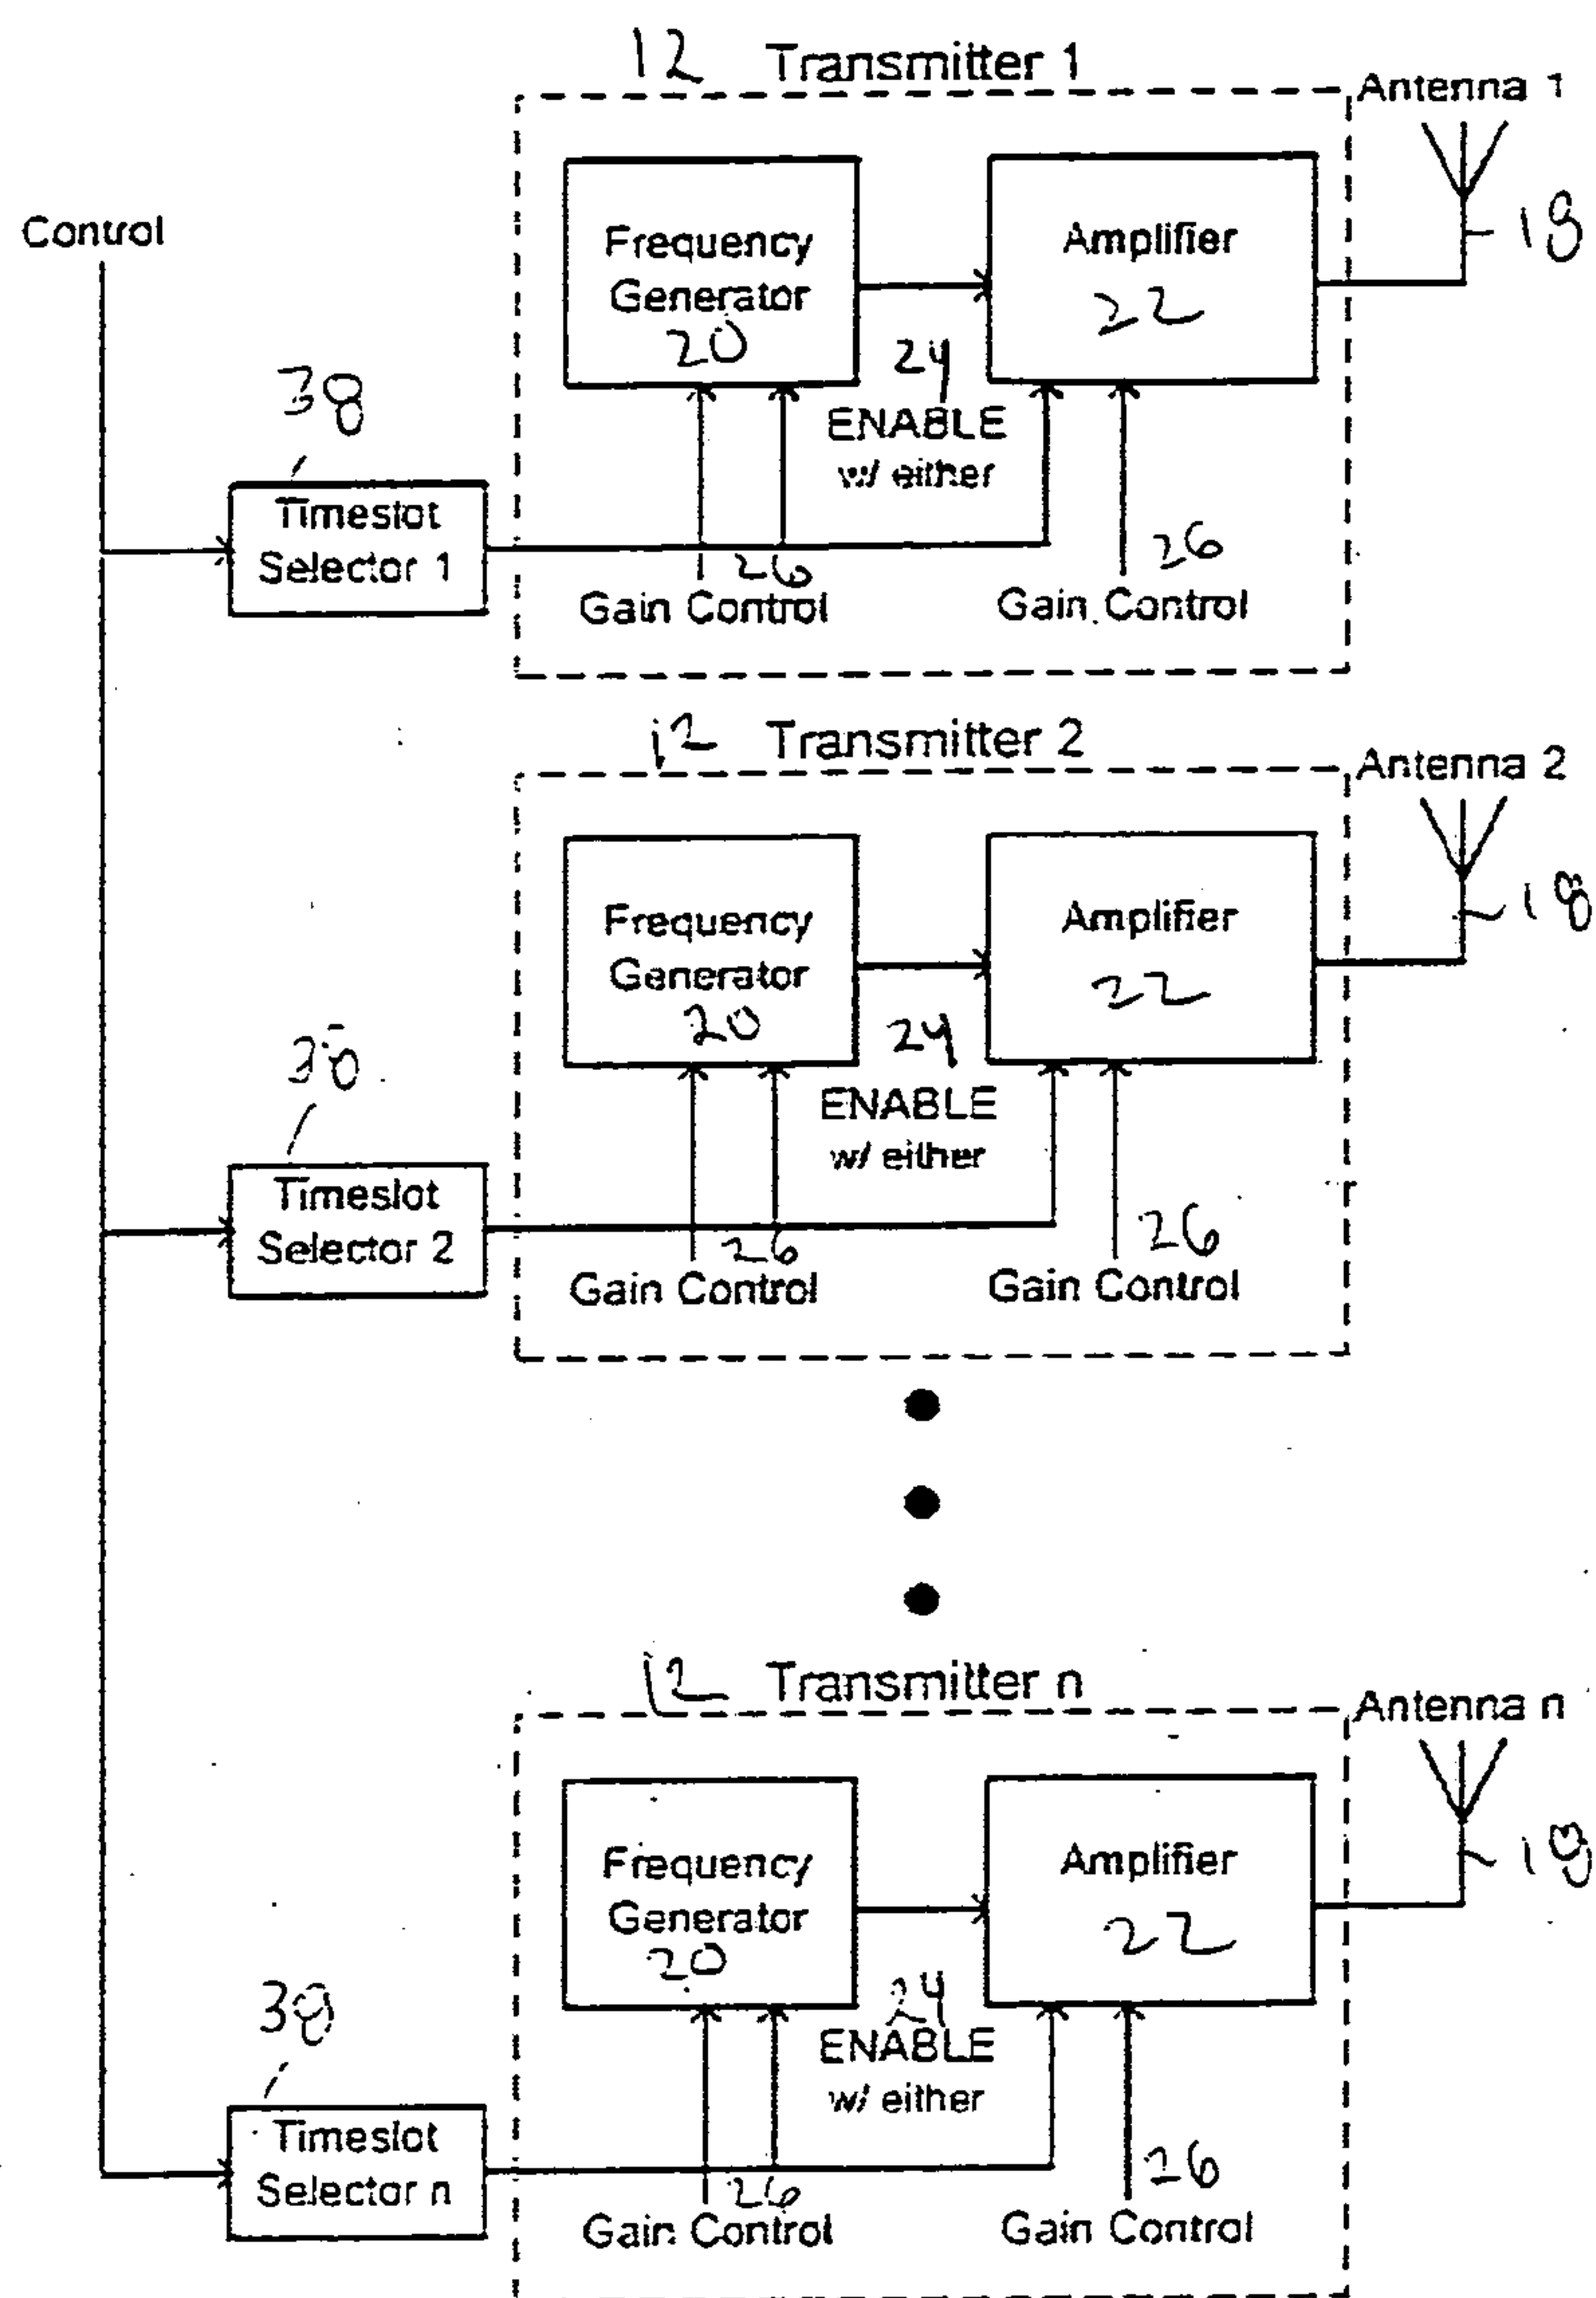 12 Transmitter 1
Antenna 1
Control
Frequency
Generator
20
Amplifier
22
18
24
ENABLE
w/ either
38
Timeslot
Selector 1
26
Gain Control
26
Gain Control
12 Transmitter 2
Antenna 2
Frequency
Generator
20
Amplifier
22
18
24
ENABLE
w/ either
38
Timeslot
Selector 2
26
Gain Control
26
Gain Control
12 Transmitter n
Antenna n
Frequency
Generator
20
Amplifier
22
18
24
ENABLE
w/ either
38
Timeslot
Selector n
26
Gain Control
26
Gain Control